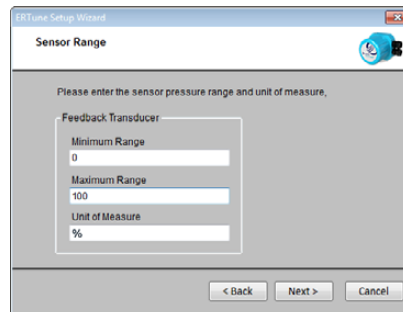 ERTune Setup Wizard
Sensor Range
Please enter the sensor pressure range and unit of measure,
Feedback Transducer
Minimum Range
0
Maximum Range
100
Unit of Measure
%
< Back
Next >
Cancel